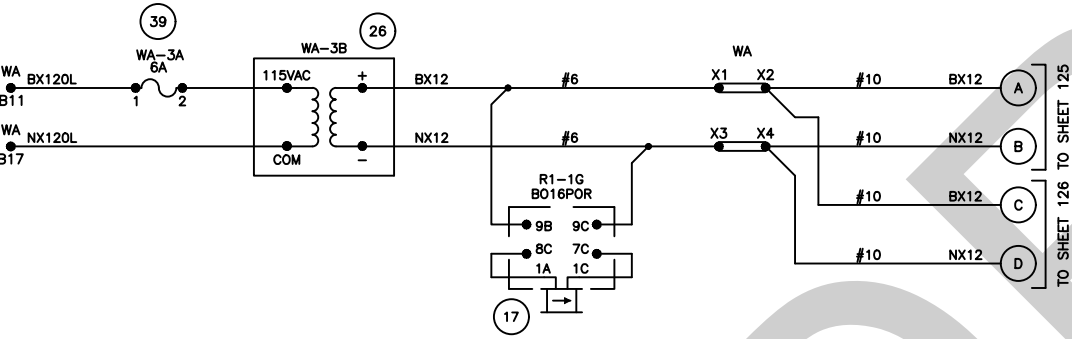 39
26
WA-3A
6A
WA-3B
WA
WA BX120L
B11
1 2
115VAC
+
BX12
#6
X1 X2
#10
BX12
A
WA NX120L
B17
COM
–
NX12
#6
X3 X4
#10
NX12
B
TO SHEET 125
R1-1G
BO16POR
9B 9C
8C 7C
1A 1C
17
#10
BX12
C
#10
NX12
D
TO SHEET 126